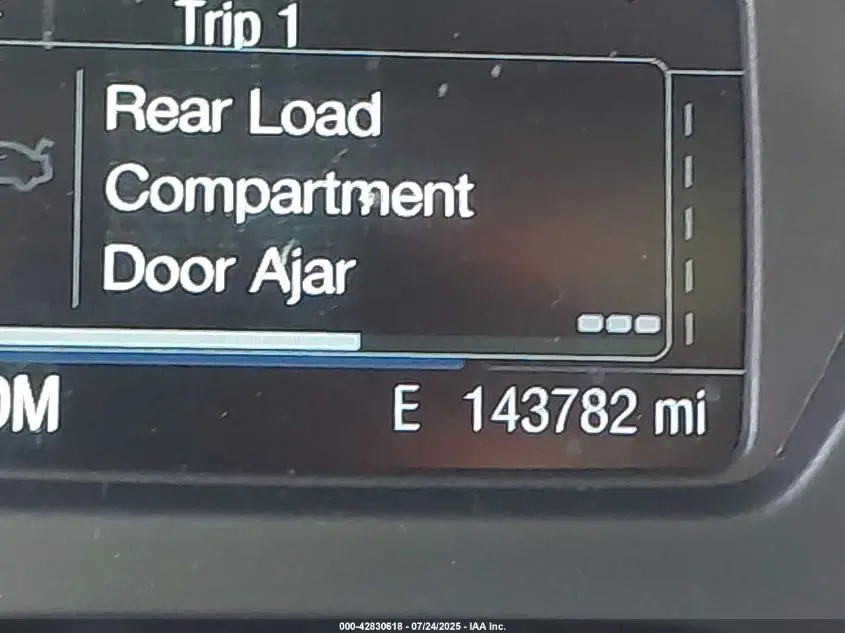 Trip 1
Rear Load
Compartment
Door Ajar
E 143782 mi
000-42830618 - 07/24/2025 - IAA Inc.